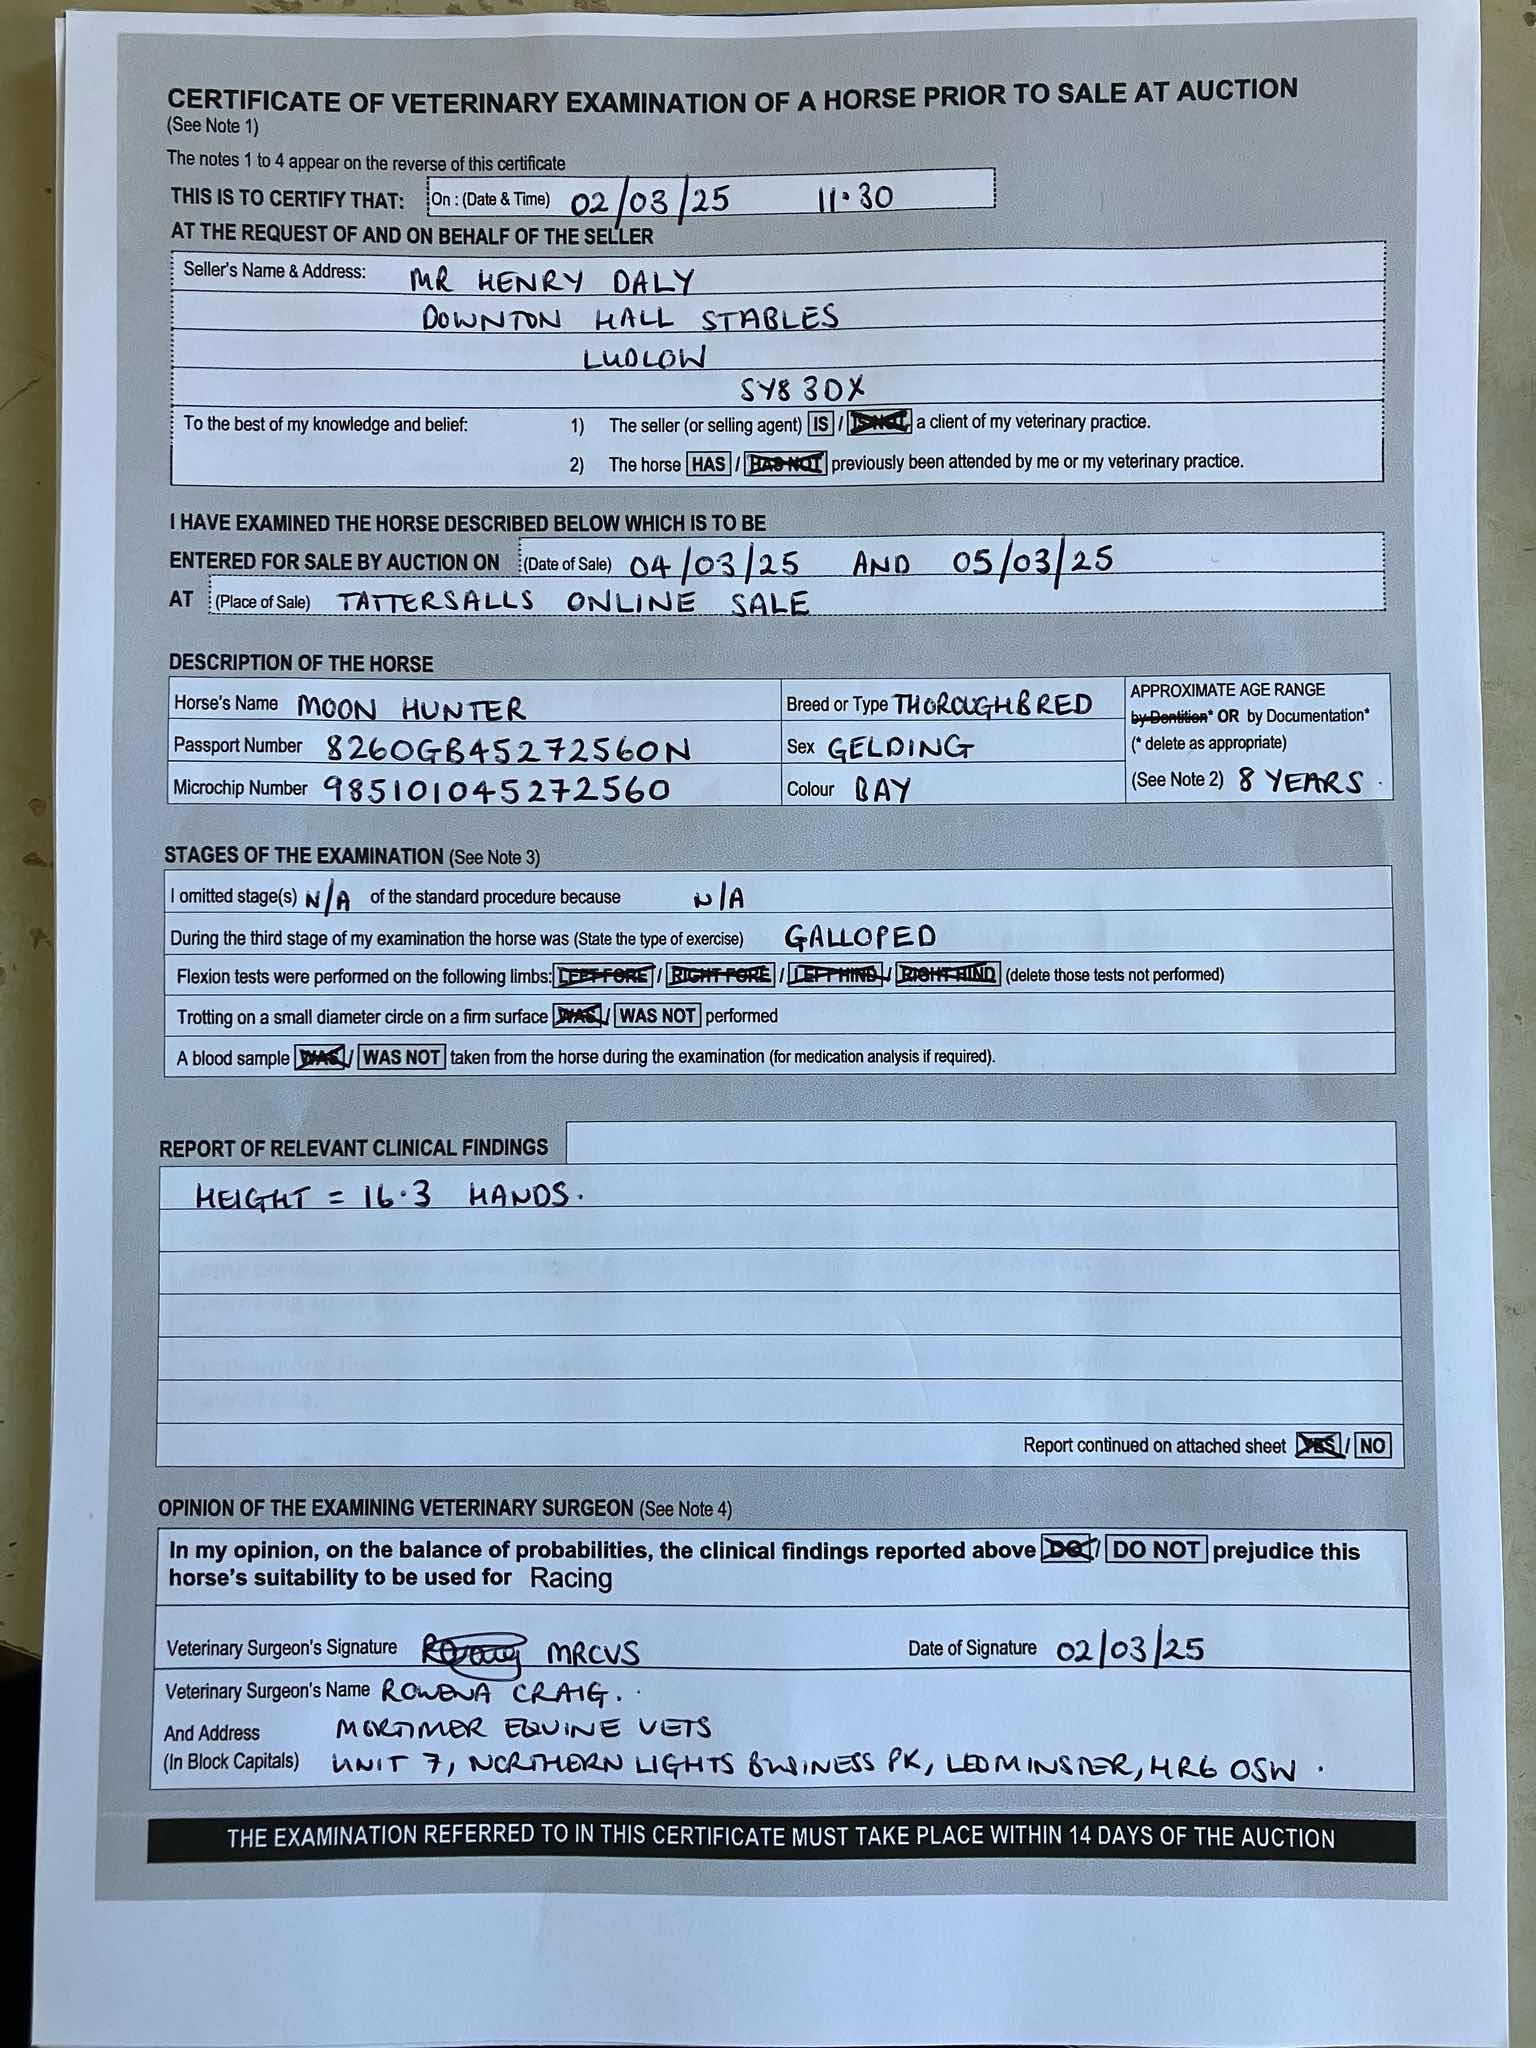 CERTIFICATE OF VETERINARY EXAMINATION OF A HORSE PRIOR TO SALE AT AUCTION
(See Note 1)
The notes 1 to 4 appear on the reverse of this certificate
THIS IS TO CERTIFY THAT: On : (Date & Time) 02/03/25 11.30
AT THE REQUEST OF AND ON BEHALF OF THE SELLER
Seller's Name & Address: MR HENRY DALY
DOWNTON HALL STABLES
LUDLOW
SY8 3DX
To the best of my knowledge and belief: 1) The seller (or selling agent) IS / IS NOT a client of my veterinary practice.
2) The horse HAS / HAS NOT previously been attended by me or my veterinary practice.
I HAVE EXAMINED THE HORSE DESCRIBED BELOW WHICH IS TO BE
ENTERED FOR SALE BY AUCTION ON (Date of Sale) 04/03/25 AND 05/03/25
AT (Place of Sale) TATTERSALLS ONLINE SALE
DESCRIPTION OF THE HORSE
Horse's Name MOON HUNTER Breed or Type THOROUGHBRED APPROXIMATE AGE RANGE
by Dentition* OR by Documentation*
Passport Number 8260GB45272560N Sex GELDING (* delete as appropriate)
Microchip Number 985101045272560 Colour BAY (See Note 2) 8 YEARS.
STAGES OF THE EXAMINATION (See Note 3)
I omitted stage(s) N/A of the standard procedure because N/A
During the third stage of my examination the horse was (State the type of exercise) GALLOPED
Flexion tests were performed on the following limbs: LEFT FORE / RIGHT FORE / LEFT HIND / RIGHT HIND (delete those tests not performed)
Trotting on a small diameter circle on a firm surface WAS / WAS NOT performed
A blood sample WAS / WAS NOT taken from the horse during the examination (for medication analysis if required).
REPORT OF RELEVANT CLINICAL FINDINGS
HEIGHT = 16.3 HANDS.
Report continued on attached sheet YES / NO
OPINION OF THE EXAMINING VETERINARY SURGEON (See Note 4)
In my opinion, on the balance of probabilities, the clinical findings reported above DO / DO NOT prejudice this
horse's suitability to be used for Racing
Veterinary Surgeon's Signature MRCVS Date of Signature 02/03/25
Veterinary Surgeon's Name ROWENA CRAIG.
And Address MORTIMER EQUINE VETS
(In Block Capitals) UNIT 7, NORTHERN LIGHTS BUSINESS PK, LEOMINSTER, HR6 0SW.
THE EXAMINATION REFERRED TO IN THIS CERTIFICATE MUST TAKE PLACE WITHIN 14 DAYS OF THE AUCTION